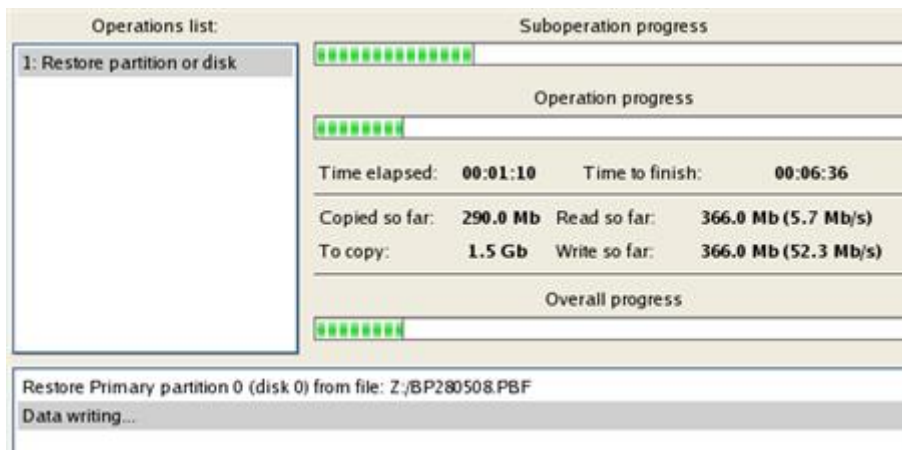 Operations list:
1: Restore partition or disk
Suboperation progress
Operation progress
Time elapsed: 00:01:10 Time to finish: 00:06:36
Copied so far: 290.0 Mb Read so far: 366.0 Mb (5.7 Mb/s)
To copy: 1.5 Gb Write so far: 366.0 Mb (52.3 Mb/s)
Overall progress
Restore Primary partition 0 (disk 0) from file: Z:/BP280508.PBF
Data writing...